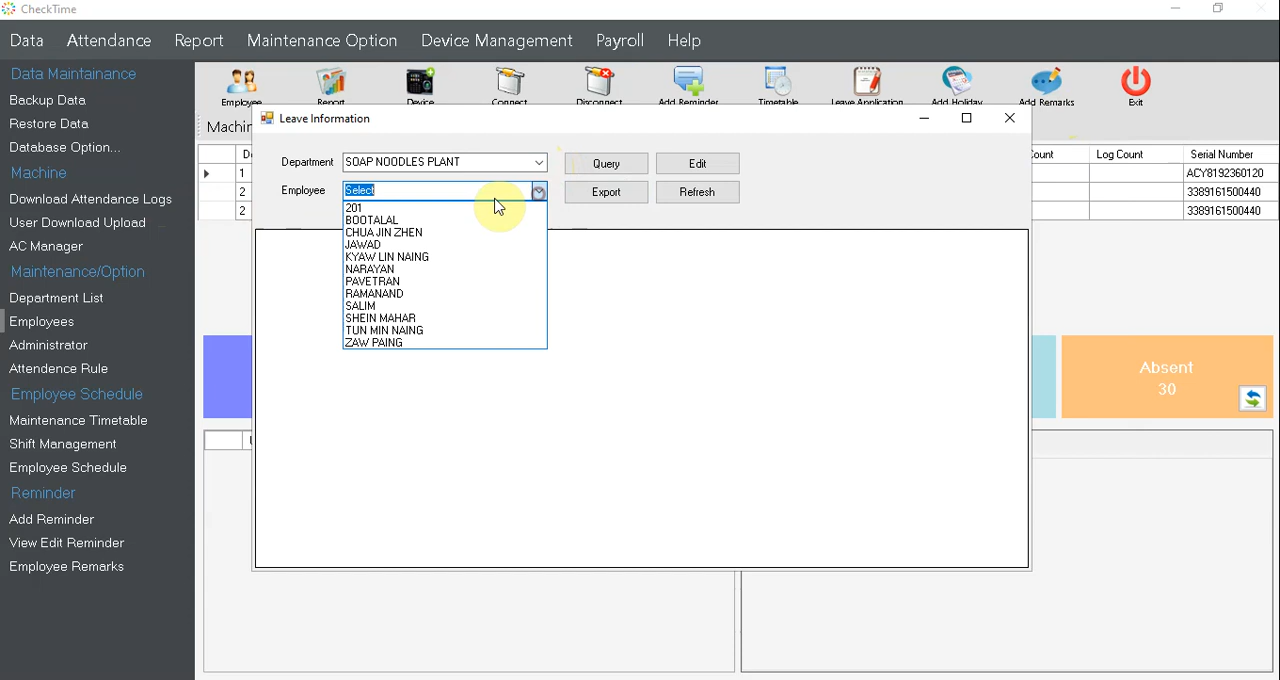 CheckTime
Data Attendance Report Maintenance Option Device Management Payroll Help
Data Maintainance
Backup Data
Restore Data
Database Option...
Machine
Download Attendance Logs
User Download Upload
AC Manager
Maintenance/Option
Department List
Employees
Administrator
Attendence Rule
Employee Schedule
Maintenance Timetable
Shift Management
Employee Schedule
Reminder
Add Reminder
View Edit Reminder
Employee Remarks
Employee Report Device Connect Disconnect Add Reminder Timetable Leave Application Add Holiday Add Remarks Exit
Machin
Leave Information
Department SOAP NOODLES PLANT Query Edit
Employee Select Export Refresh
201
BOOTALAL
CHUA JIN ZHEN
JAWAD
KYAW LIN NAING
NARAYAN
PAVETRAN
RAMANAND
SALIM
SHEIN MAHAR
TUN MIN NAING
ZAW PAING
ount Log Count Serial Number
1 ACY8192360120
2 3389161500440
2 3389161500440
Absent
30